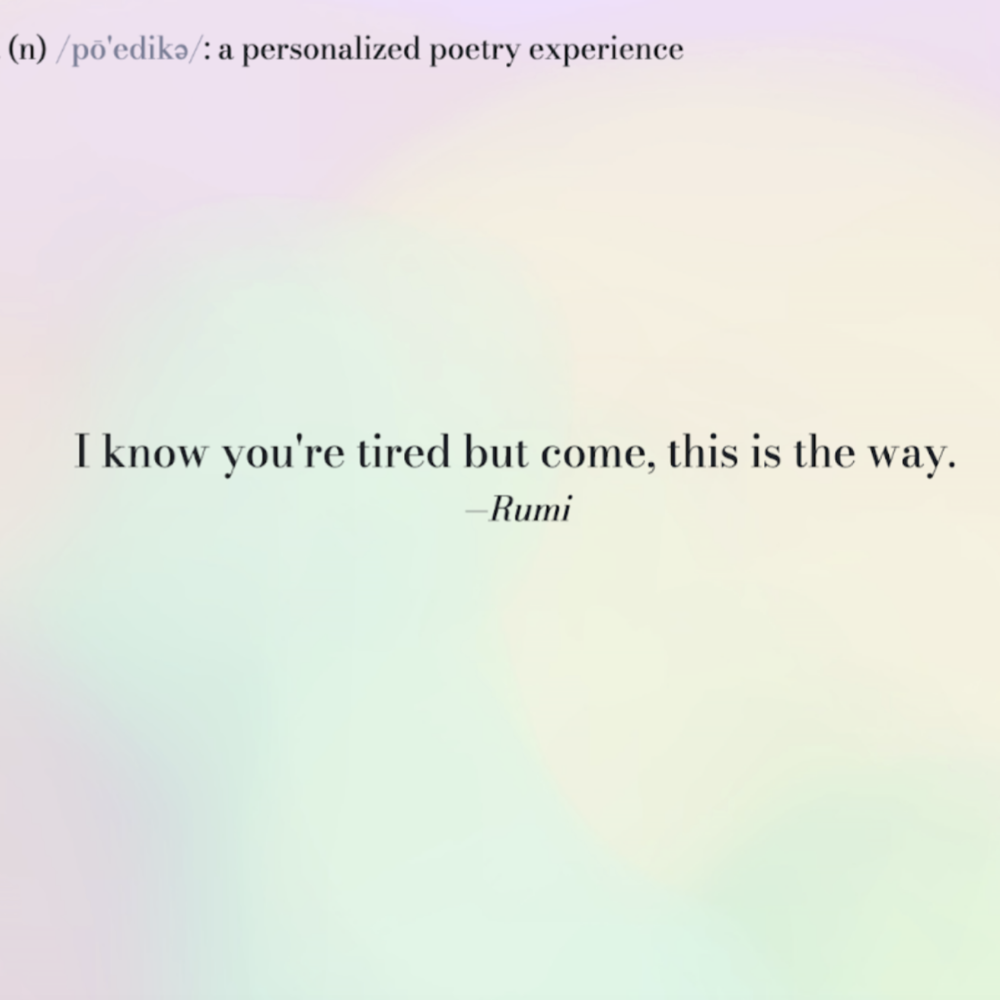 (n) /pō'edikə/: a personalized poetry experience
I know you're tired but come, this is the way.
—Rumi